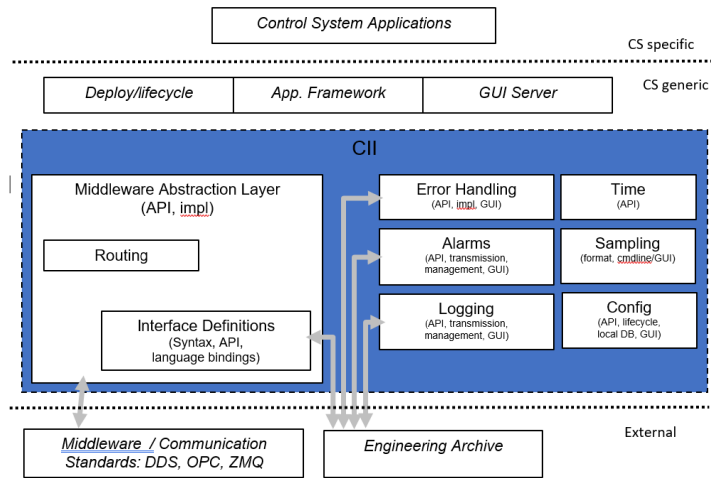 Control System Applications
CS specific
CS generic
Deploy/lifecycle
App. Framework
GUI Server
CII
Middleware Abstraction Layer
(API, impl)
Routing
Interface Definitions
(Syntax, API,
language bindings)
Error Handling
(API, impl, GUI)
Time
(API)
Alarms
(API, transmission,
management, GUI)
Sampling
(format, cmdline/GUI)
Logging
(API, transmission,
management, GUI)
Config
(API, lifecycle,
local DB, GUI)
External
Middleware / Communication
Standards: DDS, OPC, ZMQ
Engineering Archive